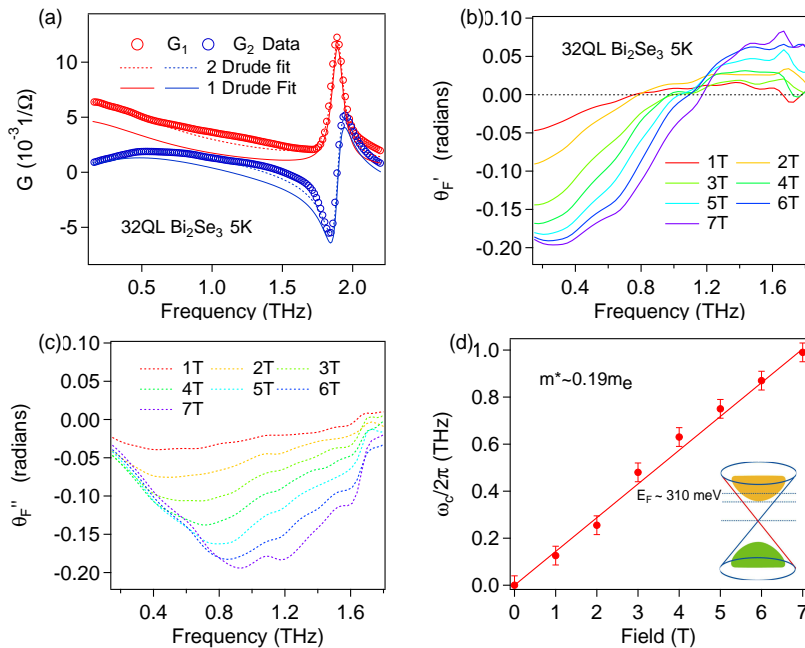 (a)
G₁ G₂ Data
2 Drude fit
1 Drude Fit
32QL Bi₂Se₃ 5K
G (10⁻³ 1/Ω)
10
5
0
-5
0.5 1.0 1.5 2.0
Frequency (THz)
(b)
32QL Bi₂Se₃ 5K
θF' (radians)
0.10
0.05
0.00
-0.05
-0.10
-0.15
-0.20
1T 2T
3T 4T
5T 6T
7T
0.4 0.8 1.2 1.6
Frequency (THz)
(c)
1T 2T 3T
4T 5T 6T
7T
θF'' (radians)
0.10
0.05
0.00
-0.05
-0.10
-0.15
-0.20
0.4 0.8 1.2 1.6
Frequency (THz)
(d)
m*~0.19mₑ
E_F ~ 310 meV
ω_c/2π (THz)
1.0
0.8
0.6
0.4
0.2
0.0
0 1 2 3 4 5 6 7
Field (T)